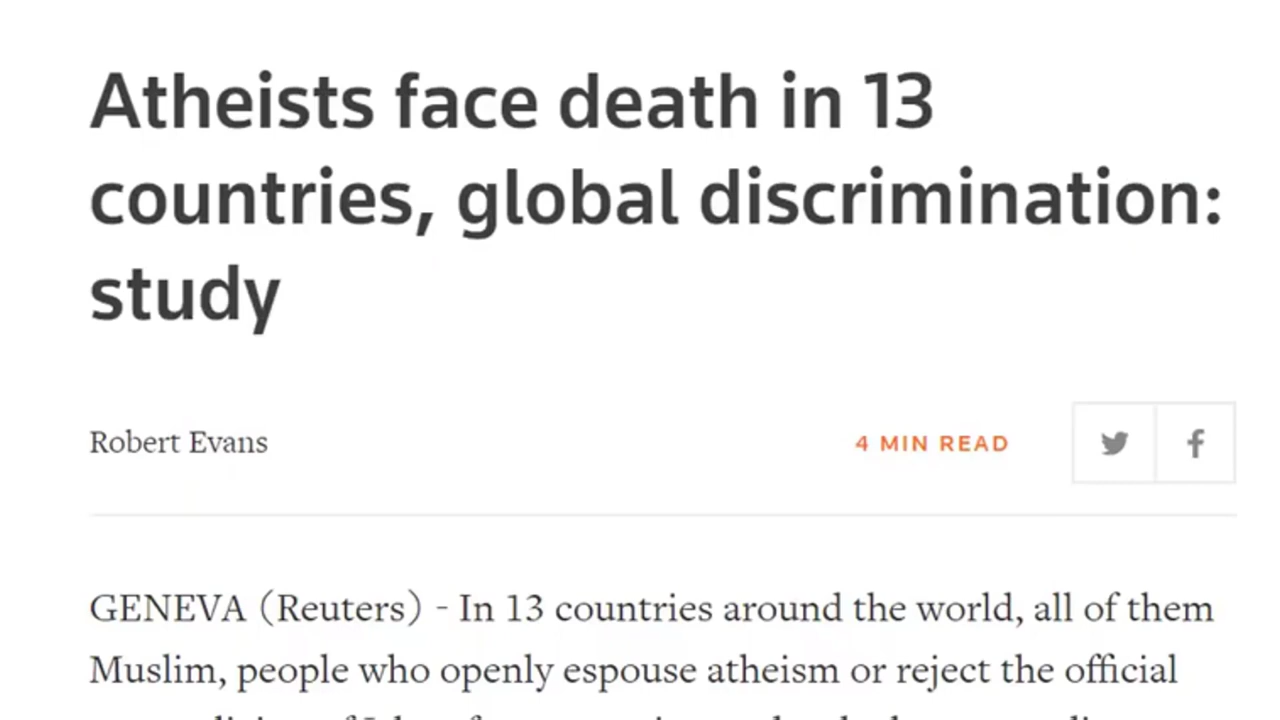 Atheists face death in 13
countries, global discrimination:
study
Robert Evans
4 MIN READ
GENEVA (Reuters) - In 13 countries around the world, all of them
Muslim, people who openly espouse atheism or reject the official